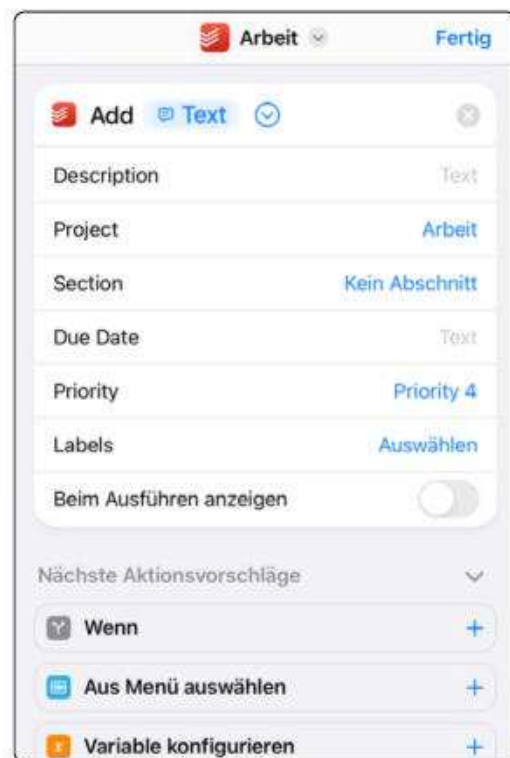 Arbeit
Fertig
Add Text
Description Text
Project Arbeit
Section Kein Abschnitt
Due Date Text
Priority Priority 4
Labels Auswählen
Beim Ausführen anzeigen
Nächste Aktionsvorschläge
Wenn +
Aus Menü auswählen +
Variable konfigurieren +